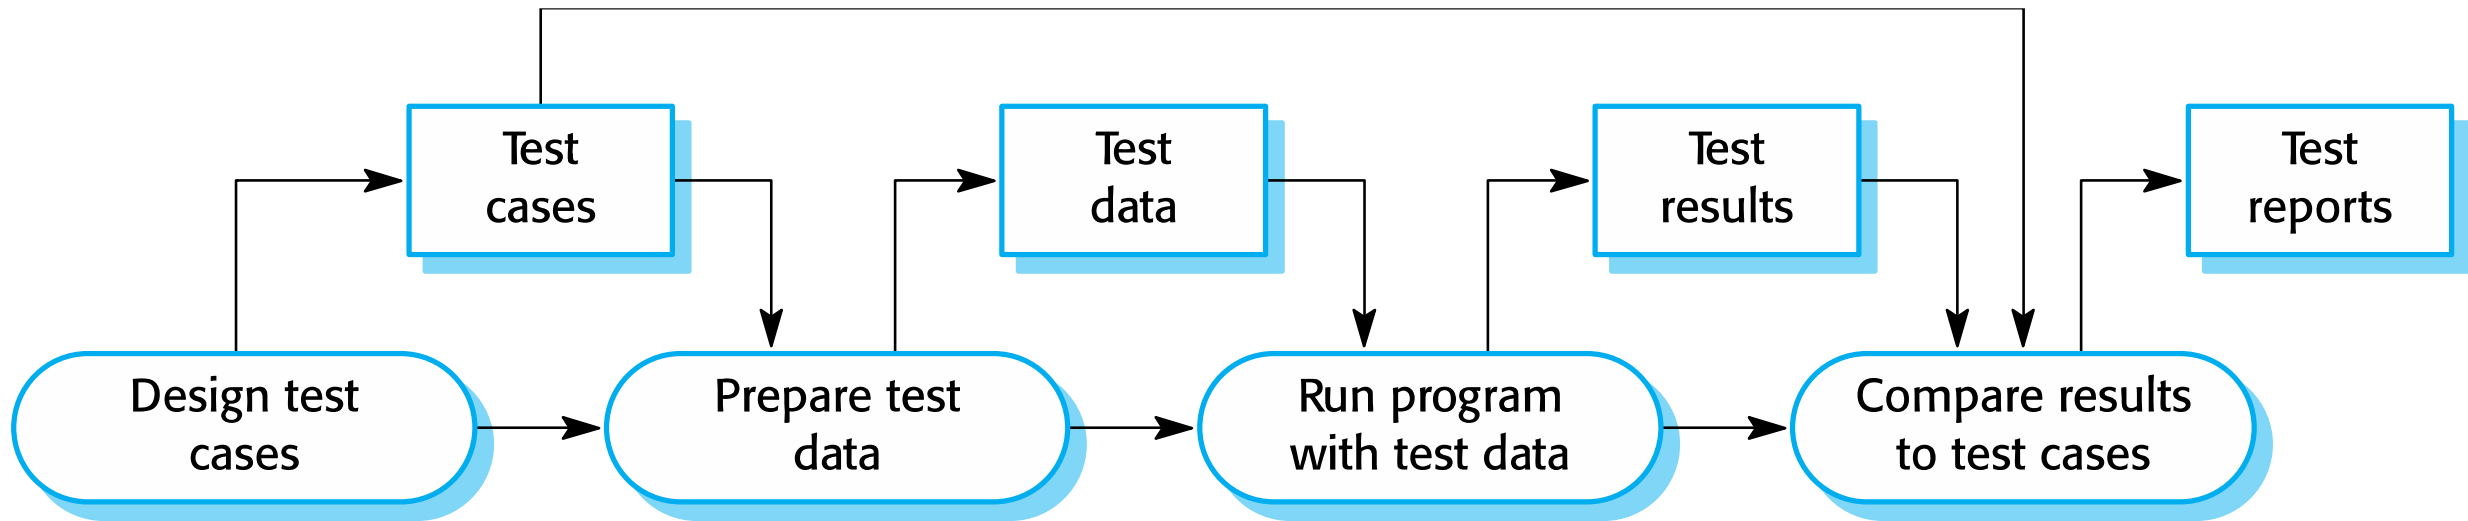 Test
cases
Test
data
Test
results
Test
reports
Design test
cases
Prepare test
data
Run program
with test data
Compare results
to test cases